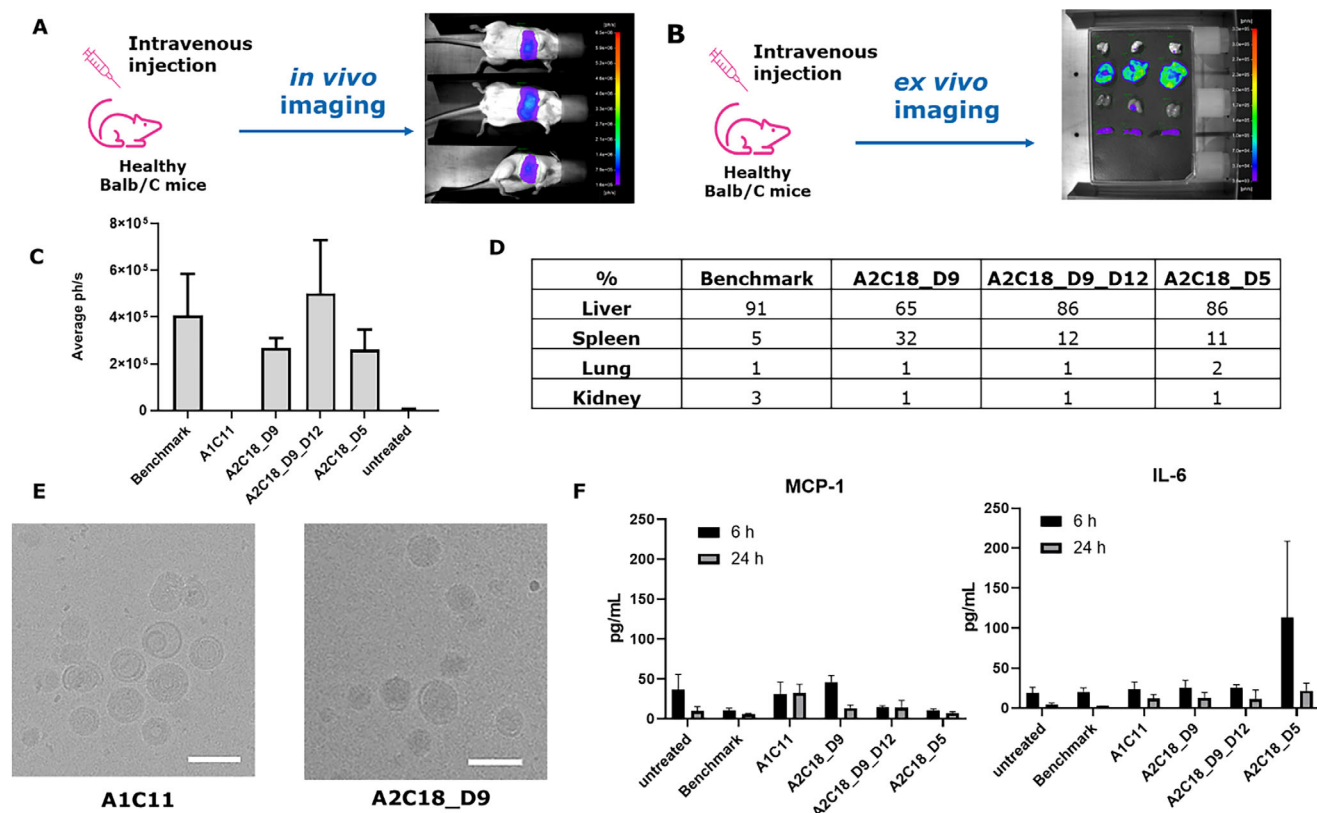 A
Intravenous
injection
in vivo
imaging
Healthy
Balb/C mice
[ph/s]
B
Intravenous
injection
ex vivo
imaging
Healthy
Balb/C mice
[ph/s]
C
Average ph/s
8×10⁵
6×10⁵
4×10⁵
2×10⁵
0
Benchmark
A1C11
A2C18_D9
A2C18_D9_D12
A2C18_D5
untreated
D
% Benchmark A2C18_D9 A2C18_D9_D12 A2C18_D5
Liver 91 65 86 86
Spleen 5 32 12 11
Lung 1 1 1 2
Kidney 3 1 1 1
E
A1C11
A2C18_D9
F
MCP-1
6 h
24 h
pg/mL
250
200
150
100
50
0
untreated
Benchmark
A1C11
A2C18_D9
A2C18_D9_D12
A2C18_D5
IL-6
6 h
24 h
pg/mL
250
200
150
100
50
0
untreated
Benchmark
A1C11
A2C18_D9
A2C18_D9_D12
A2C18_D5